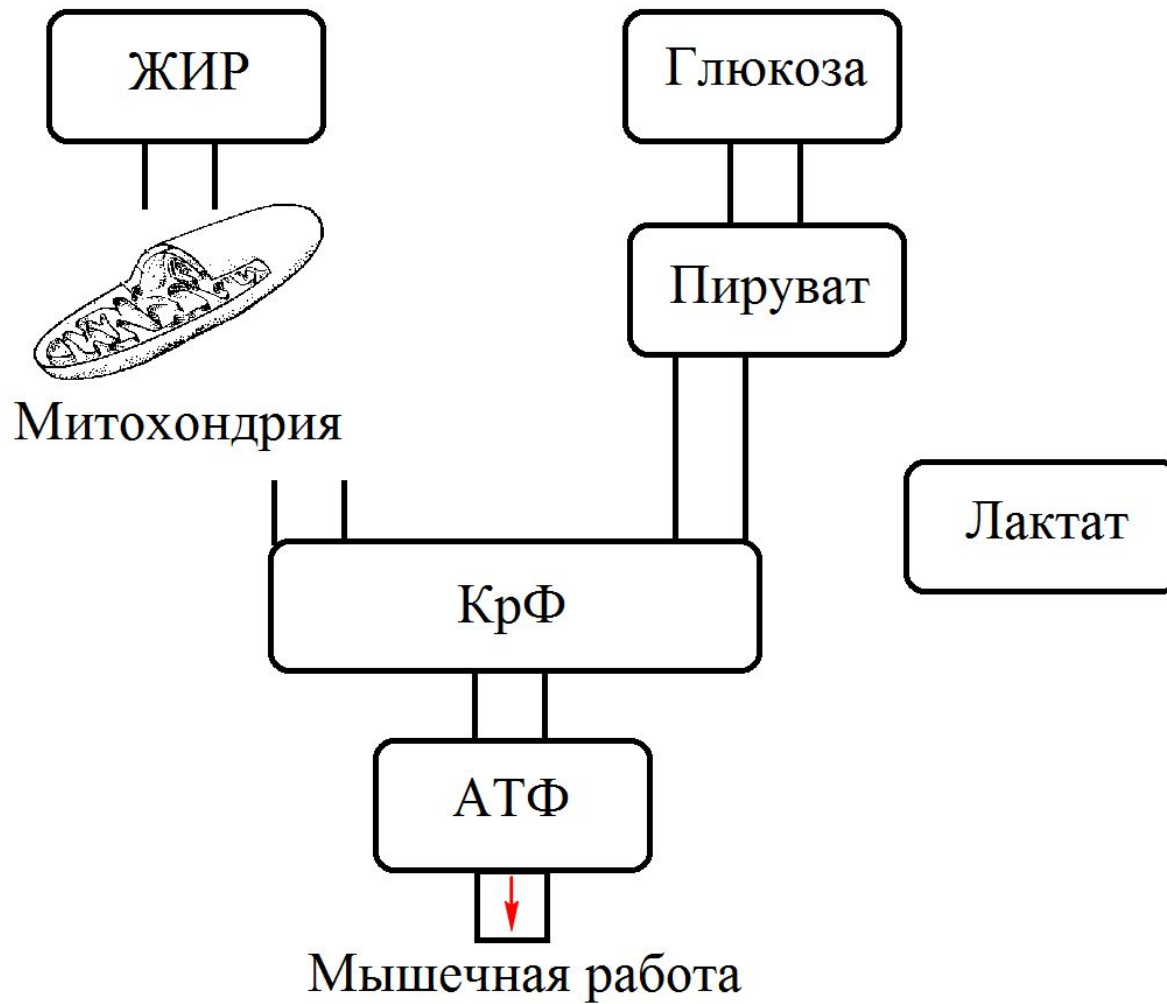 ЖИР
Глюкоза
Пируват
Митохондрия
Лактат
КрФ
АТФ
Мышечная работа